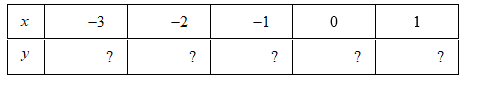 x –3 –2 –1 0 1
y ? ? ? ? ?